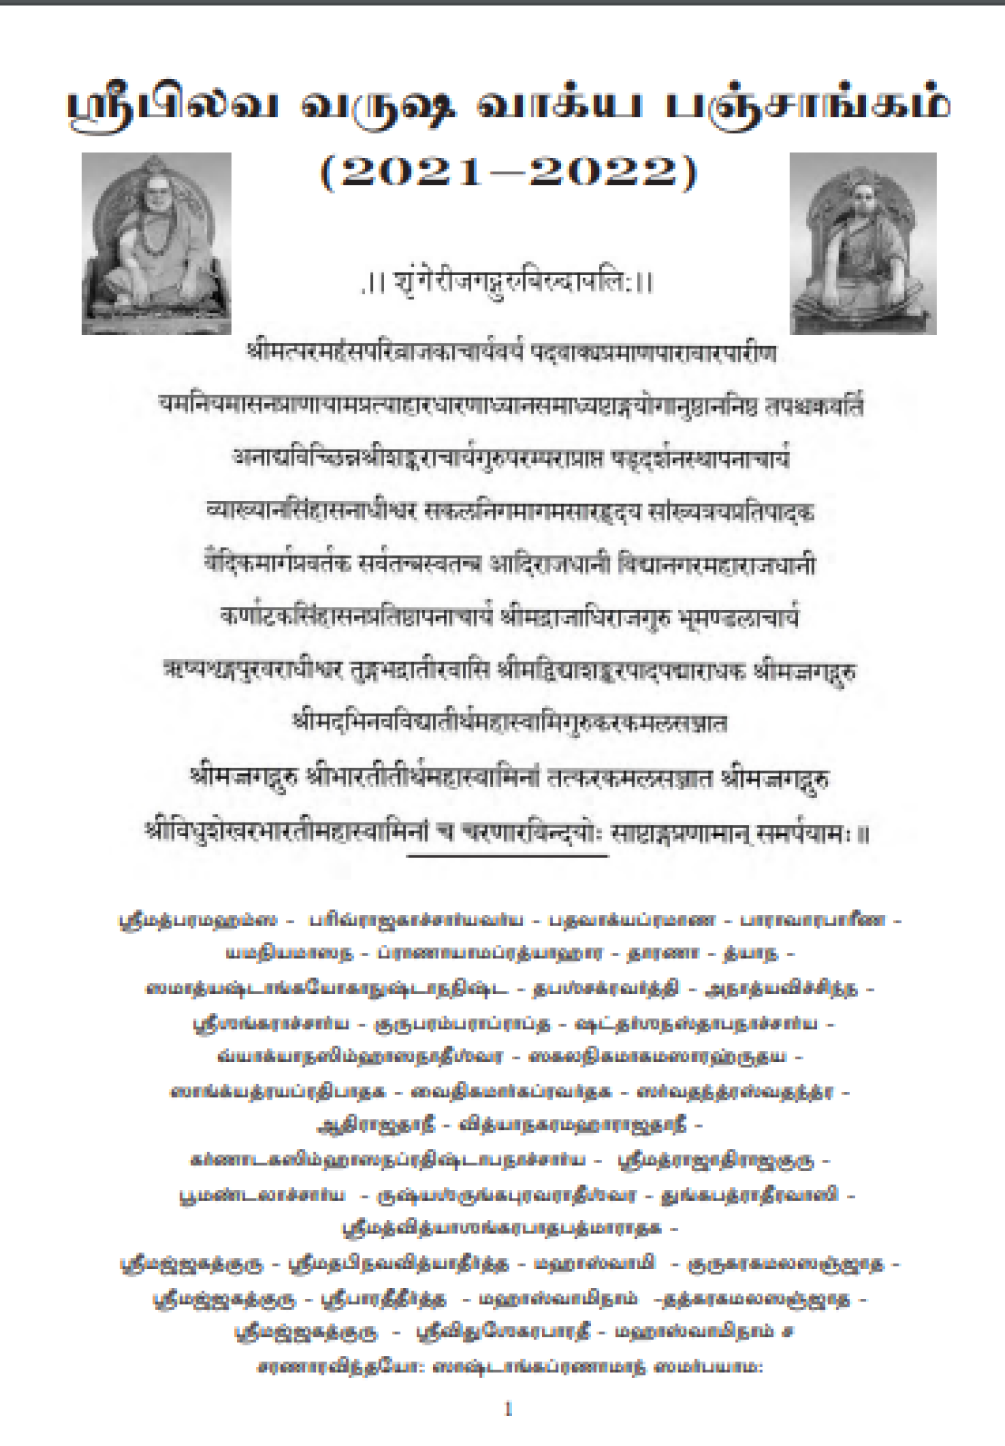 ஸ்ரீபிலவ வருஷ வாக்ய பஞ்சாங்கம்
(2021–2022)
.।। शृंगेरीजगद्गुरुबिरुदावलिः।।
श्रीमत्परमहंसपरिव्राजकाचार्यवर्य पदवाक्यप्रमाणपारावारपारीण
यमनियमासनप्राणायामप्रत्याहारधारणाध्यानसमाध्यष्टाङ्गयोगानुष्ठाननिष्ठ तपश्चक्रवर्ति
अनाद्यविच्छिन्नश्रीशङ्कराचार्यगुरुपरम्पराप्राप्त षड्दर्शनस्थापनाचार्य
व्याख्यानसिंहासनाधीश्वर सकलनिगमागमसारहृदय सांख्यत्रयप्रतिपादक
वैदिकमार्गप्रवर्तक सर्वतन्त्रस्वतन्त्र आदिराजधानी विद्यानगरमहाराजधानी
कर्णाटकसिंहासनप्रतिष्ठापनाचार्य श्रीमद्राजाधिराजगुरु भूमण्डलाचार्य
ऋष्यशृङ्गपुरवराधीश्वर तुङ्गभद्रातीरवासि श्रीमद्विद्याशङ्करपादपद्माराधक श्रीमज्जगद्गुरु
श्रीमदभिनवविद्यातीर्थमहास्वामिगुरुकरकमलसञ्जात
श्रीमज्जगद्गुरु श्रीभारतीतीर्थमहास्वामिनां तत्करकमलसञ्जात श्रीमज्जगद्गुरु
श्रीविधुशेखरभारतीमहास्वामिनां च चरणारविन्दयोः साष्टाङ्गप्रणामान् समर्पयामः॥
ஸ்ரீமத்பரமஹம்ஸ - பரிவ்ராஜகாச்சார்யவர்ய - பதவாக்யப்ரமாண - பாராவாரபாரீண -
யமநியமாஸந - ப்ராணாயாமப்ரத்யாஹார - தாரணா - த்யாந -
ஸமாத்யஷ்டாங்கயோகாநுஷ்டாநநிஷ்ட - தபஶ்சக்ரவர்த்தி - அநாத்யவிச்சிந்ந -
ஸ்ரீஶங்கராச்சார்ய - குருபரம்பராப்ராப்த - ஷட்தர்ஶநஸ்தாபநாச்சார்ய -
வ்யாக்யாநஸிம்ஹாஸநாதீஶ்வர - ஸகலநிகமாகமஸாரஹ்ருதய -
ஸாங்க்யத்ரயப்ரதிபாதக - வைதிகமார்கப்ரவர்தக - ஸர்வதந்த்ரஸ்வதந்த்ர -
ஆதிராஜதாநீ - வித்யாநகரமஹாராஜதாநீ -
கர்ணாடகஸிம்ஹாஸநப்ரதிஷ்டாபநாச்சார்ய - ஸ்ரீமத்ராஜாதிராஜகுரு -
பூமண்டலாச்சார்ய - ருஷ்யஶ்ருங்கபுரவராதீஶ்வர - துங்கபத்ராதீரவாஸி -
ஸ்ரீமத்வித்யாஶங்கரபாதபத்மாராதக -
ஸ்ரீமஜ்ஜகத்குரு - ஸ்ரீமதபிநவவித்யாதீர்த்த - மஹாஸ்வாமி - குருகரகமலஸஞ்ஜாத -
ஸ்ரீமஜ்ஜகத்குரு - ஸ்ரீபாரதீதீர்த்த - மஹாஸ்வாமிநாம் -தத்கரகமலஸஞ்ஜாத -
ஸ்ரீமஜ்ஜகத்குரு - ஸ்ரீவிதுஶேகரபாரதீ - மஹாஸ்வாமிநாம் ச
சரணாரவிந்தயோ: ஸாஷ்டாங்கப்ரணாமாந் ஸமர்பயாம:
1